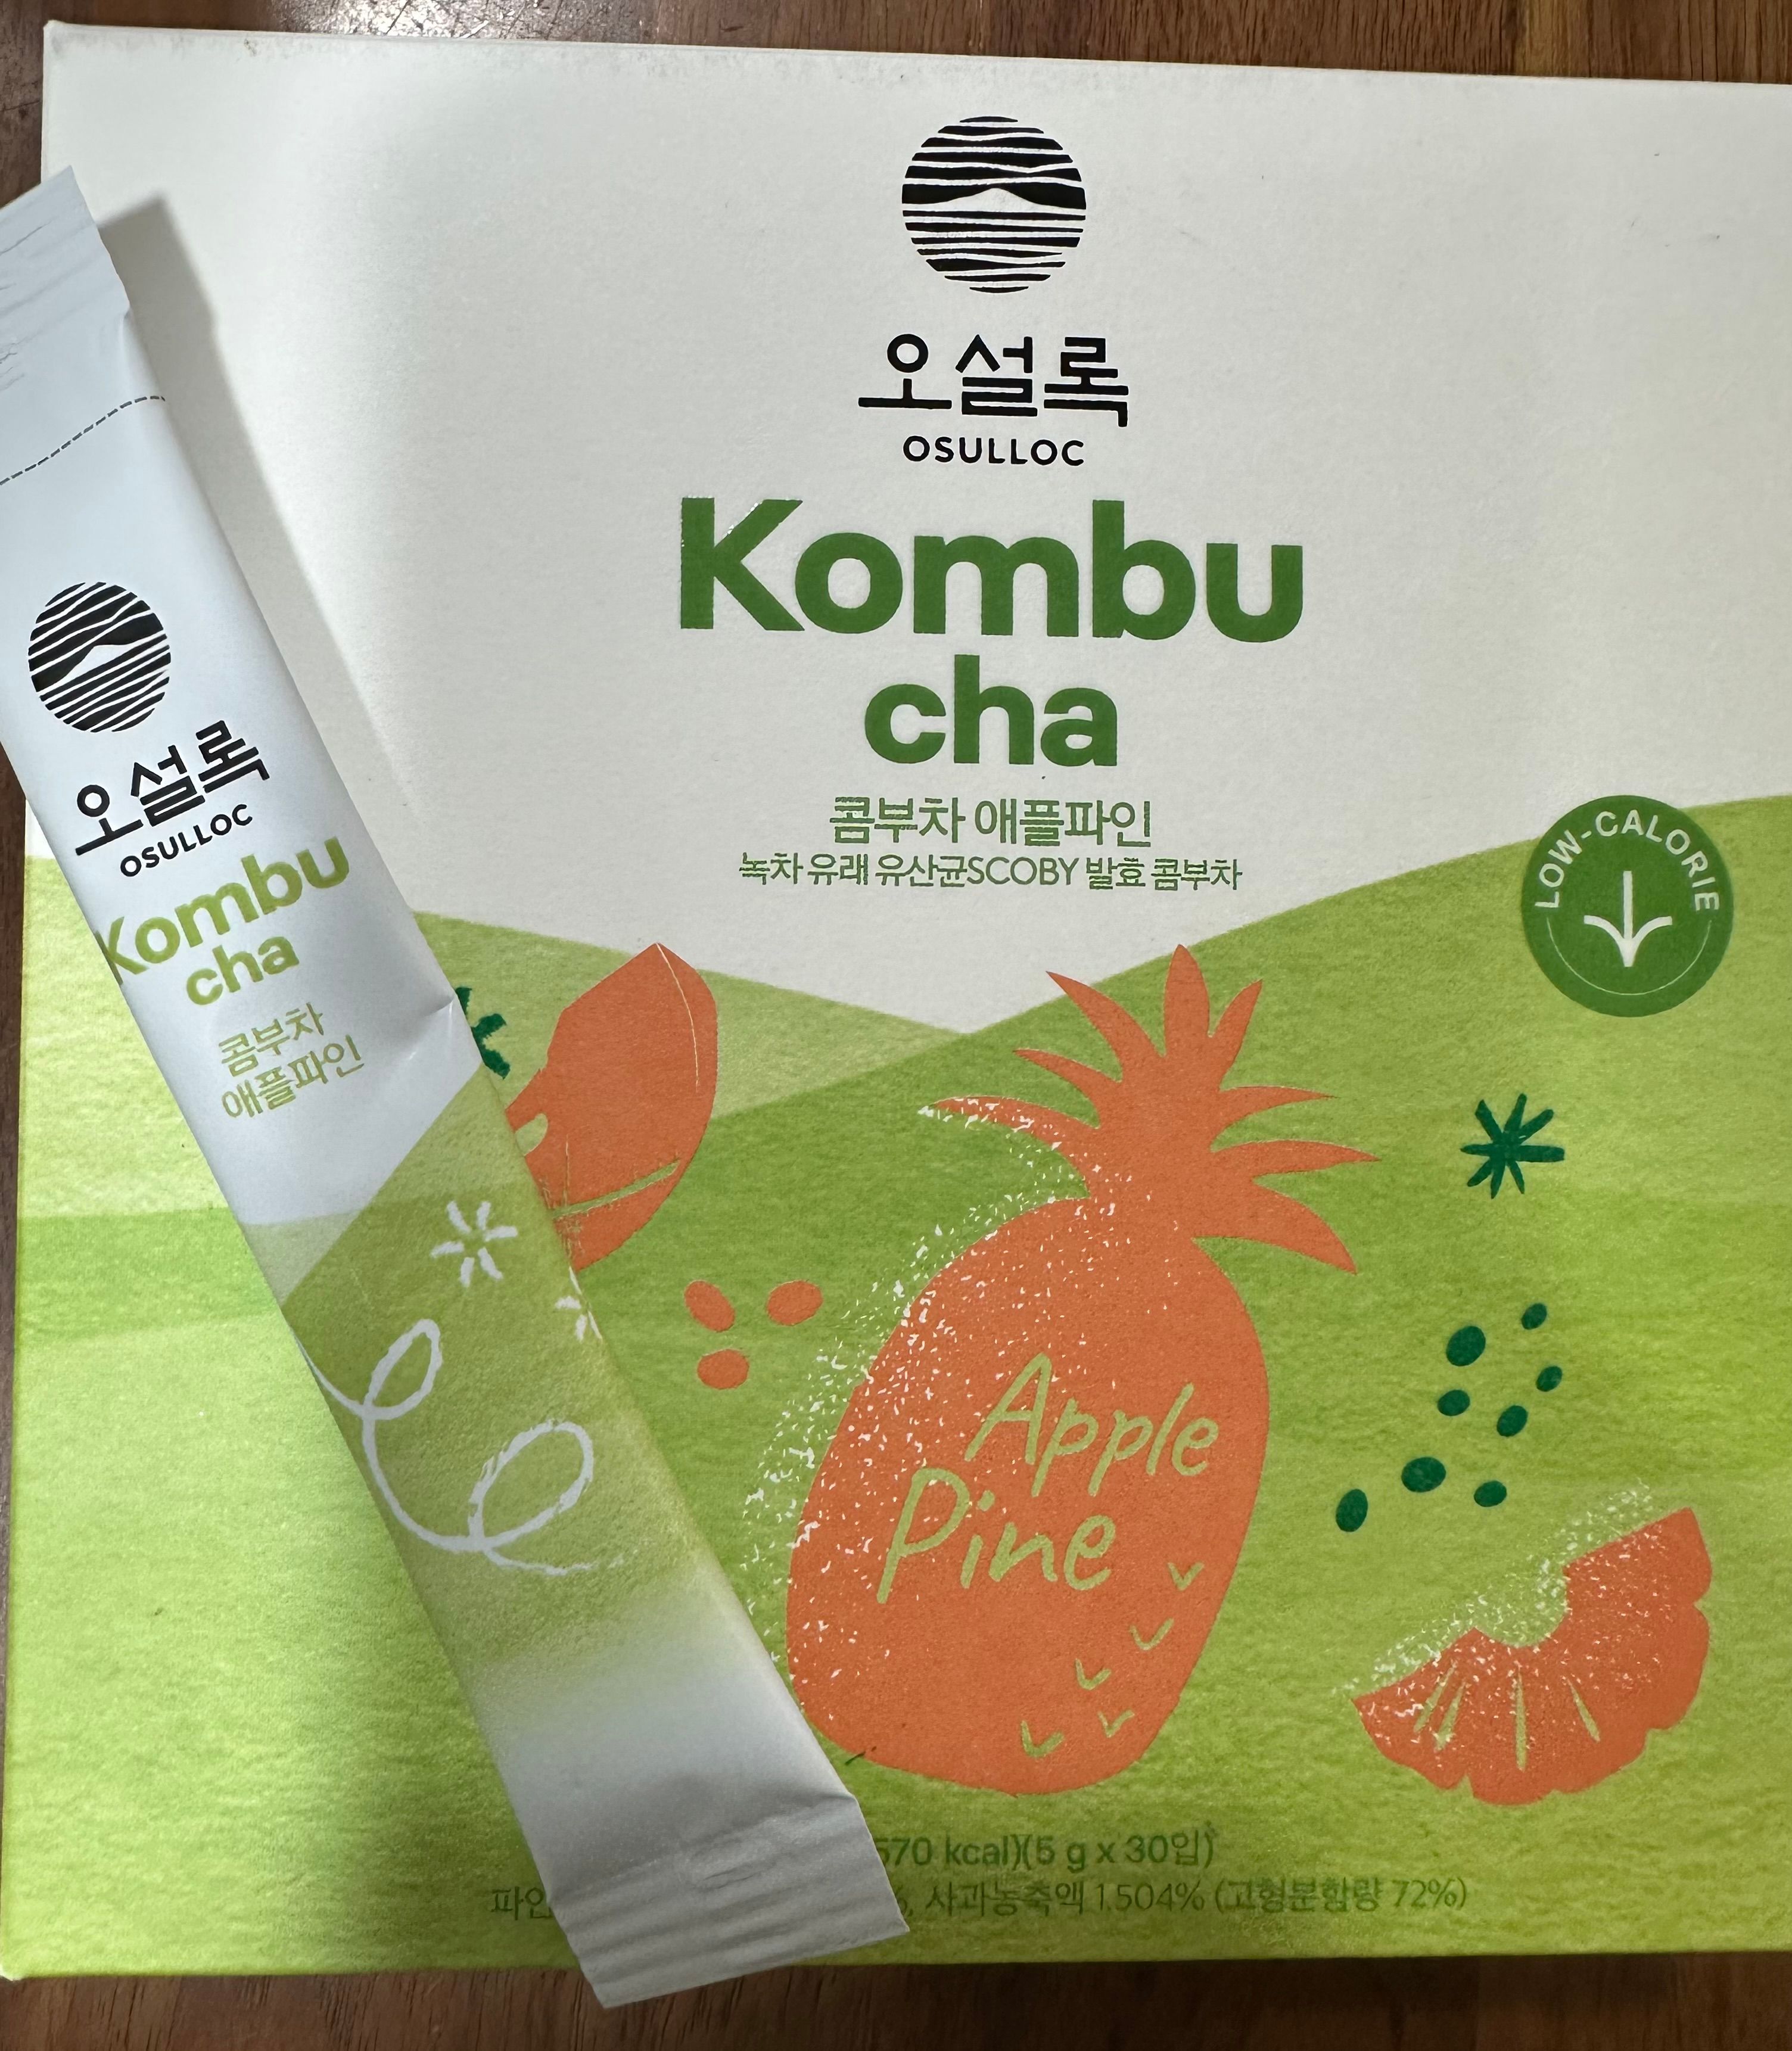 오설록
OSULLOC
Kombu
cha
콤부차 애플파인
녹차 유래 유산균SCOBY 발효 콤부차
LOW-CALORIE
Apple
Pine
570 kcal)(5 g x 30입)
사과농축액 1.504% (고형분함량 72%)
오설록
OSULLOC
Kombu
cha
콤부차
애플파인